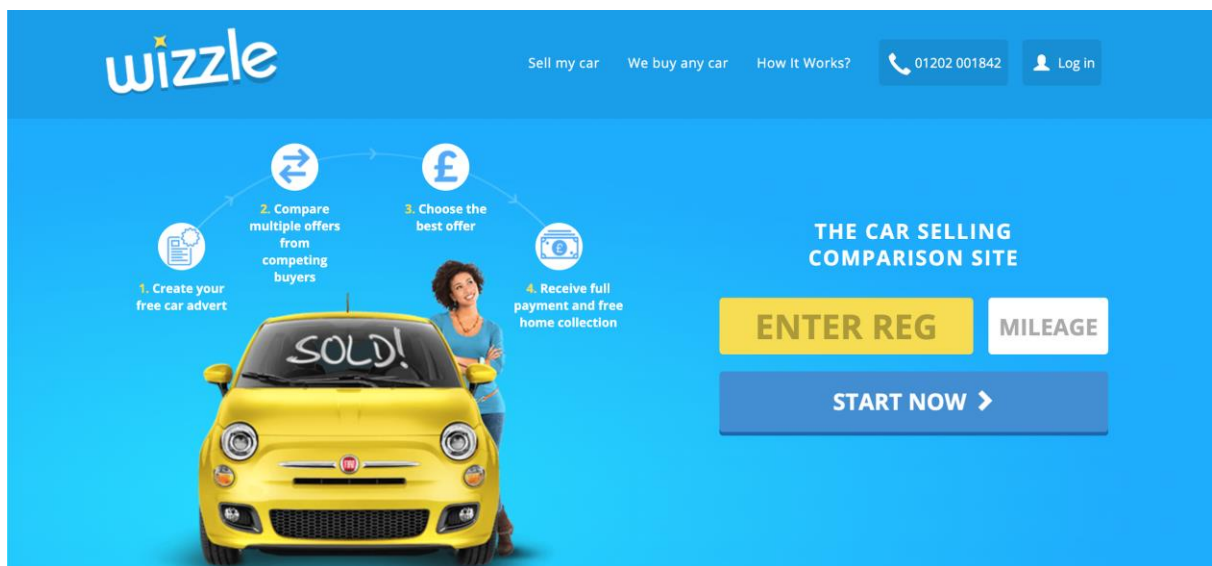 wizzle
Sell my car
We buy any car
How It Works?
01202 001842
Log in
1. Create your
free car advert
2. Compare
multiple offers
from
competing
buyers
3. Choose the
best offer
4. Receive full
payment and free
home collection
SOLD!
FIAT
THE CAR SELLING
COMPARISON SITE
ENTER REG
MILEAGE
START NOW